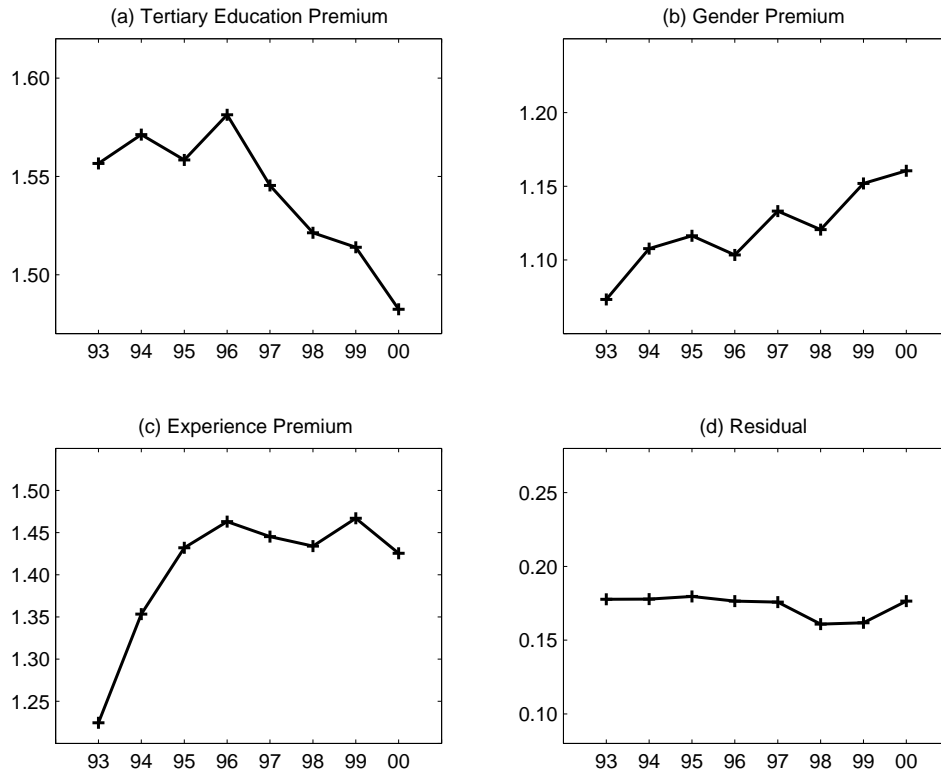 (a) Tertiary Education Premium
1.60
1.55
1.50
93 94 95 96 97 98 99 00
(b) Gender Premium
1.20
1.15
1.10
93 94 95 96 97 98 99 00
(c) Experience Premium
1.50
1.45
1.40
1.35
1.30
1.25
93 94 95 96 97 98 99 00
(d) Residual
0.25
0.20
0.15
0.10
93 94 95 96 97 98 99 00